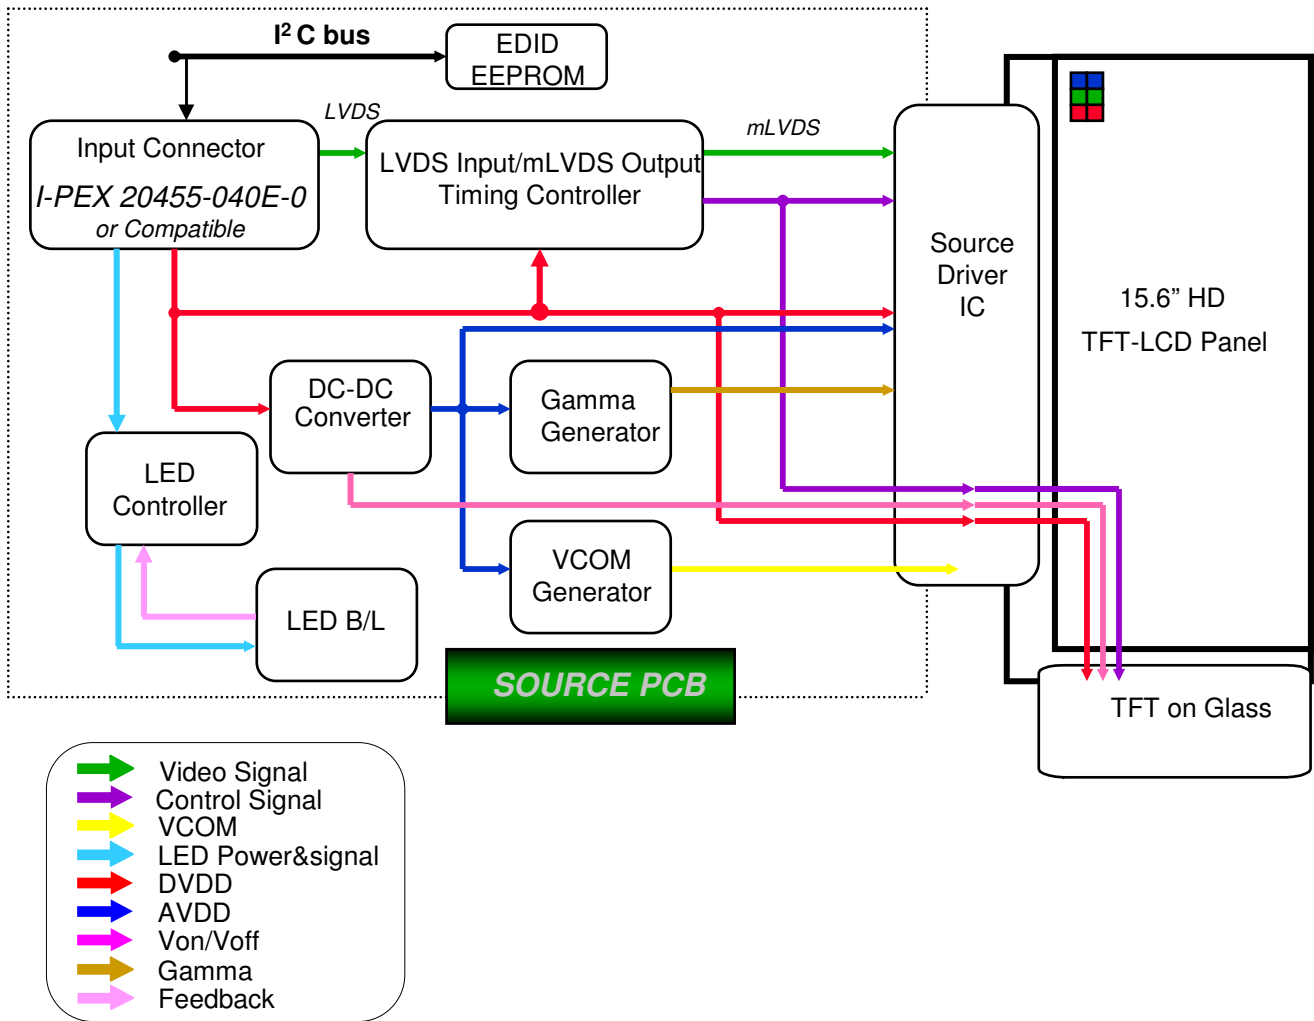 I² C bus
EDID
EEPROM
LVDS
mLVDS
Input Connector
I-PEX 20455-040E-0
or Compatible
LVDS Input/mLVDS Output
Timing Controller
Source
Driver
IC
15.6” HD
TFT-LCD Panel
DC-DC
Converter
Gamma
Generator
LED
Controller
VCOM
Generator
LED B/L
SOURCE PCB
TFT on Glass
Video Signal
Control Signal
VCOM
LED Power&signal
DVDD
AVDD
Von/Voff
Gamma
Feedback